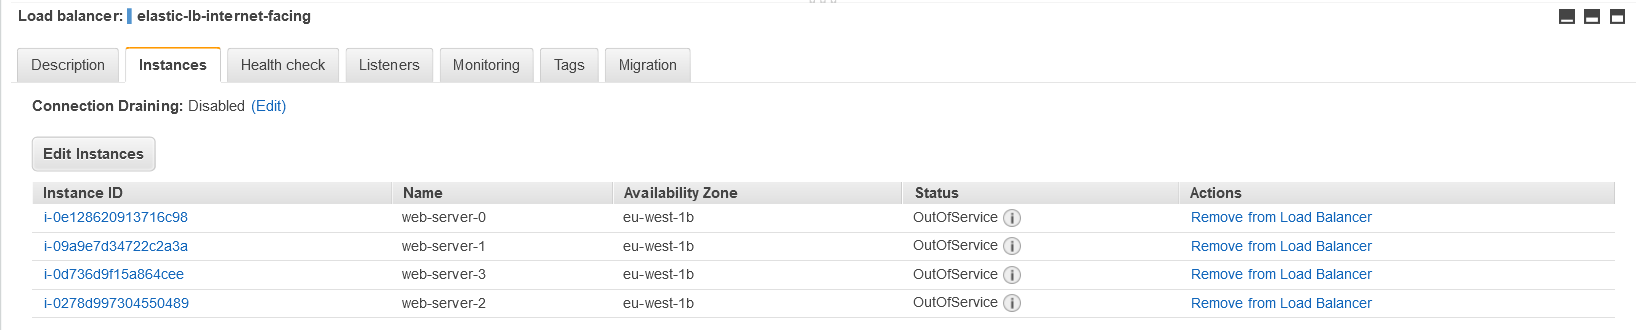 Load balancer: elastic-lb-internet-facing
Description Instances Health check Listeners Monitoring Tags Migration
Connection Draining: Disabled (Edit)
Edit Instances
Instance ID Name Availability Zone Status Actions
i-0e128620913716c98 web-server-0 eu-west-1b OutOfService i Remove from Load Balancer
i-09a9e7d34722c2a3a web-server-1 eu-west-1b OutOfService i Remove from Load Balancer
i-0d736d9f15a864cee web-server-3 eu-west-1b OutOfService i Remove from Load Balancer
i-0278d997304550489 web-server-2 eu-west-1b OutOfService i Remove from Load Balancer